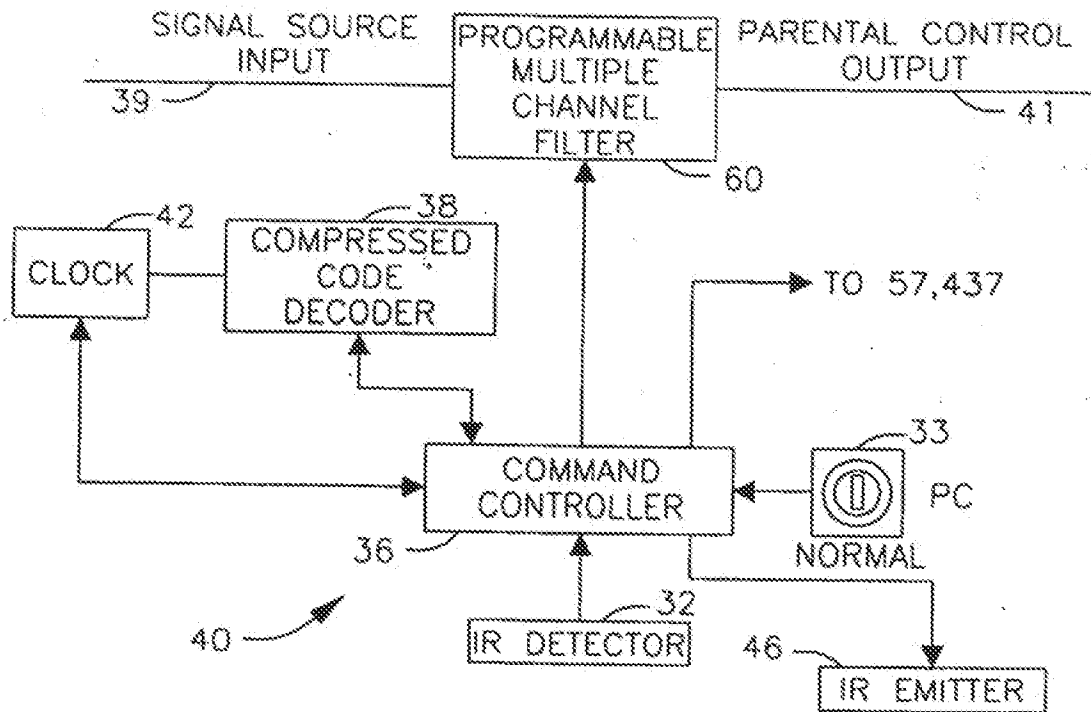 SIGNAL SOURCE
INPUT
39
PROGRAMMABLE
MULTIPLE
CHANNEL
FILTER
60
PARENTAL CONTROL
OUTPUT
41
42
CLOCK
38
COMPRESSED
CODE
DECODER
TO 57,437
COMMAND
CONTROLLER
36
33
PC
NORMAL
40
32
IR DETECTOR
46
IR EMITTER